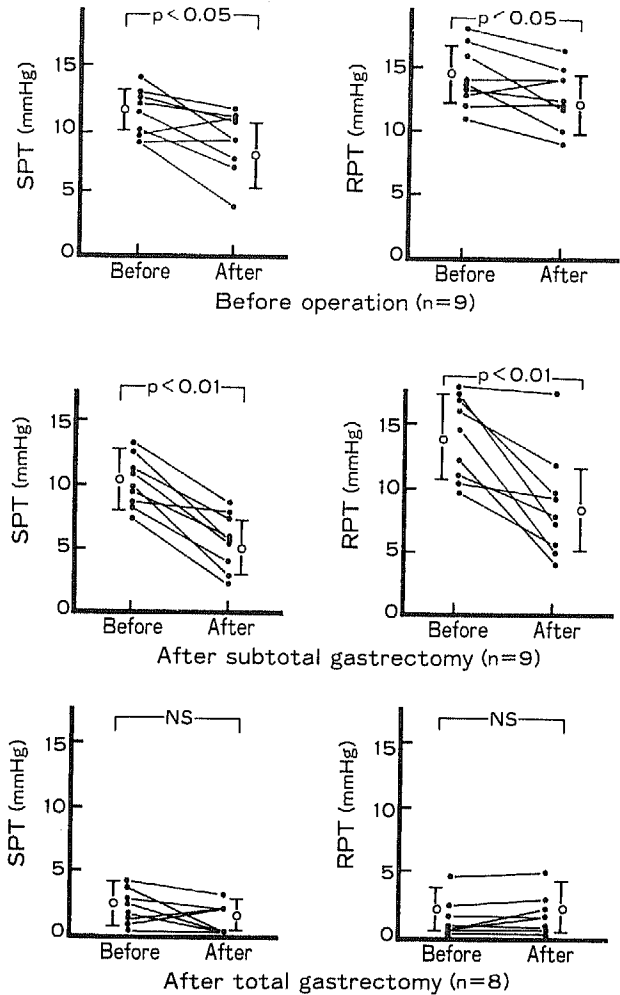 p<0.05
15
10
5
0
SPT (mmHg)
Before After
p<0.05
15
10
5
0
RPT (mmHg)
Before After
Before operation (n=9)
p<0.01
15
10
5
0
SPT (mmHg)
Before After
p<0.01
15
10
5
0
RPT (mmHg)
Before After
After subtotal gastrectomy (n=9)
NS
15
10
5
0
SPT (mmHg)
Before After
NS
15
10
5
0
RPT (mmHg)
Before After
After total gastrectomy (n=8)